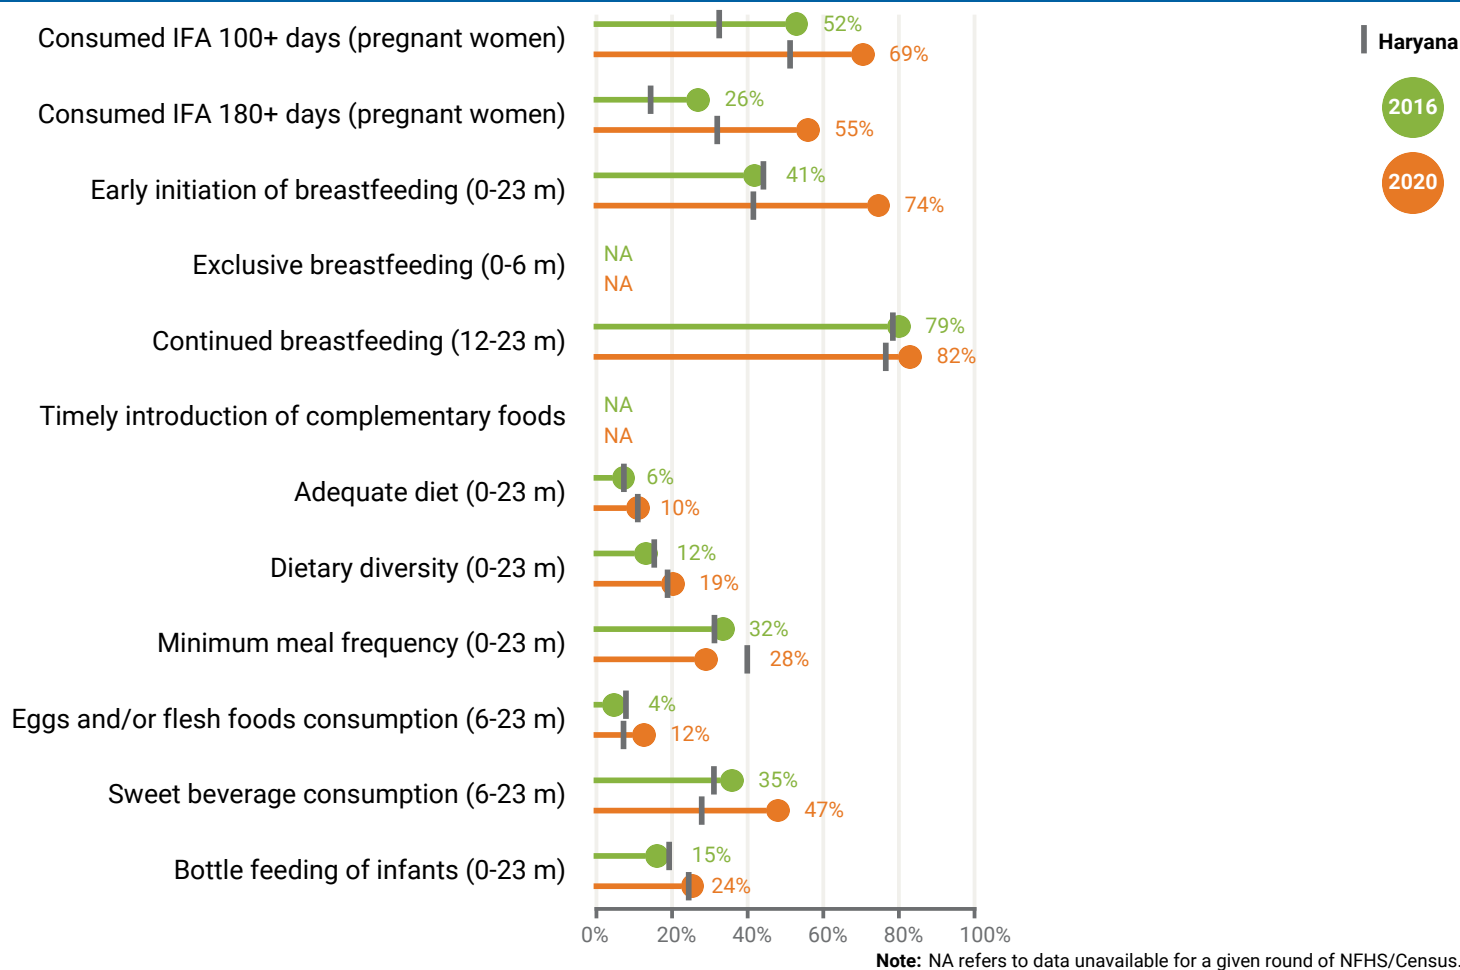 Consumed IFA 100+ days (pregnant women)
52%
69%
Consumed IFA 180+ days (pregnant women)
26%
55%
Early initiation of breastfeeding (0-23 m)
41%
74%
Exclusive breastfeeding (0-6 m)
NA
NA
Continued breastfeeding (12-23 m)
79%
82%
Timely introduction of complementary foods
NA
NA
Adequate diet (0-23 m)
6%
10%
Dietary diversity (0-23 m)
12%
19%
Minimum meal frequency (0-23 m)
32%
28%
Eggs and/or flesh foods consumption (6-23 m)
4%
12%
Sweet beverage consumption (6-23 m)
35%
47%
Bottle feeding of infants (0-23 m)
15%
24%
0% 20% 40% 60% 80% 100%
Haryana
2016
2020
Note: NA refers to data unavailable for a given round of NFHS/Census.